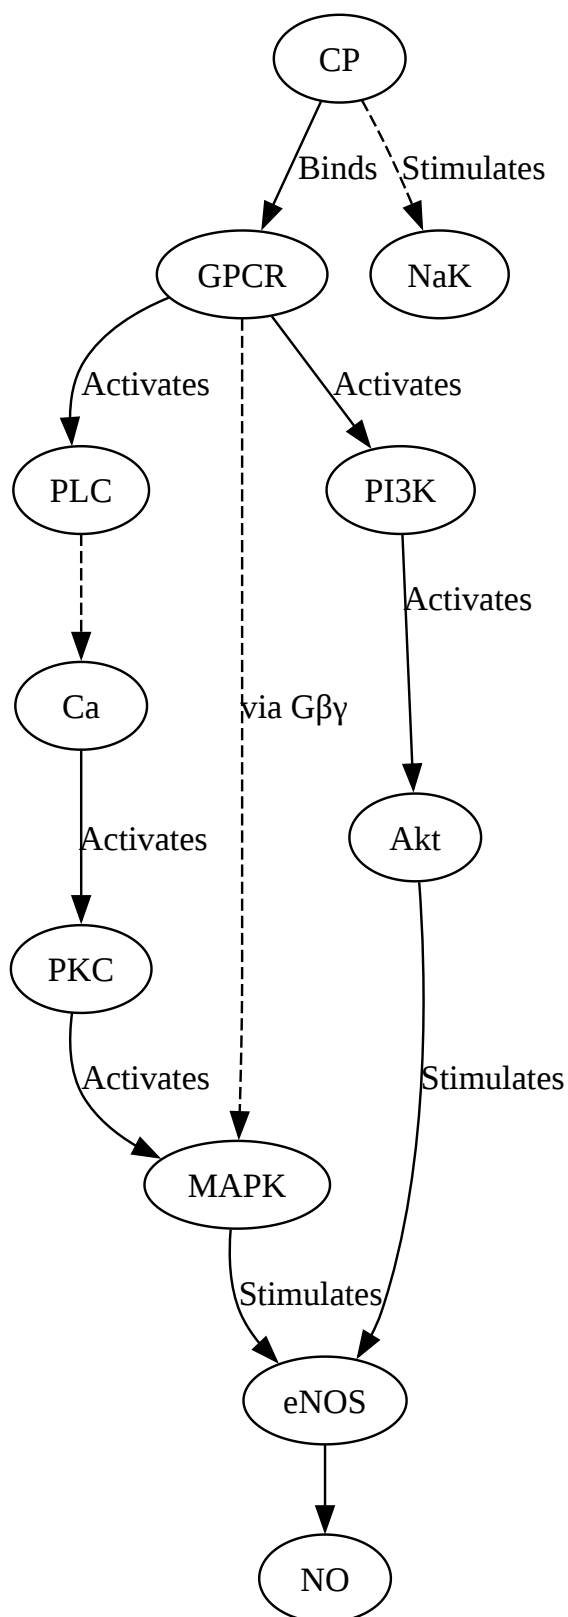 CP
Binds
Stimulates
GPCR
NaK
Activates
Activates
PLC
PI3K
Activates
Ca
via Gβγ
Activates
Akt
PKC
Activates
Stimulates
MAPK
Stimulates
eNOS
NO